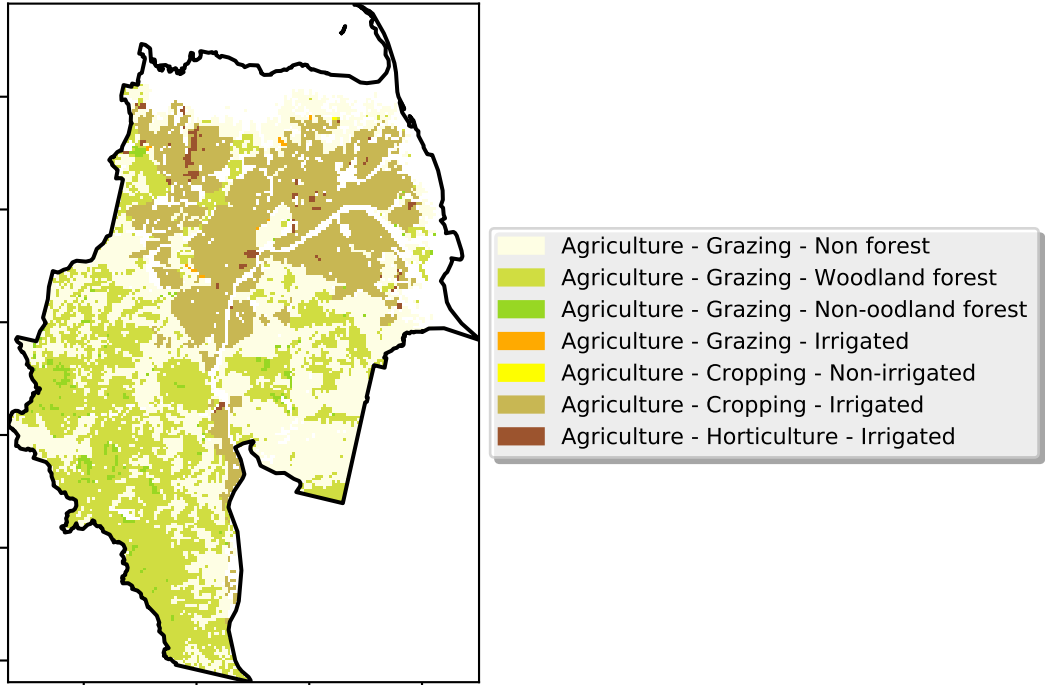 Agriculture - Grazing - Non forest
Agriculture - Grazing - Woodland forest
Agriculture - Grazing - Non-oodland forest
Agriculture - Grazing - Irrigated
Agriculture - Cropping - Non-irrigated
Agriculture - Cropping - Irrigated
Agriculture - Horticulture - Irrigated